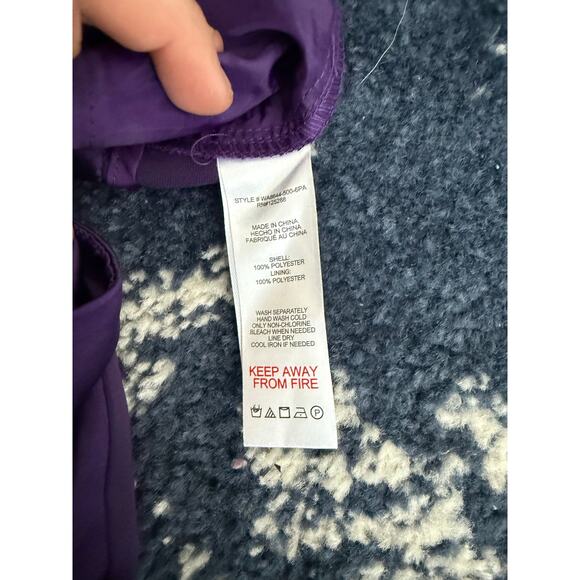 STYLE # WA8644-500-6PA
RN#125288
MADE IN CHINA
HECHO IN CHINA
FABRIQUÉ AU CHINA
SHELL:
100% POLYESTER
LINING:
100% POLYESTER
WASH SEPARATELY
HAND WASH COLD
ONLY NON-CHLORINE
BLEACH WHEN NEEDED
LINE DRY
COOL IRON IF NEEDED
KEEP AWAY
FROM FIRE
P